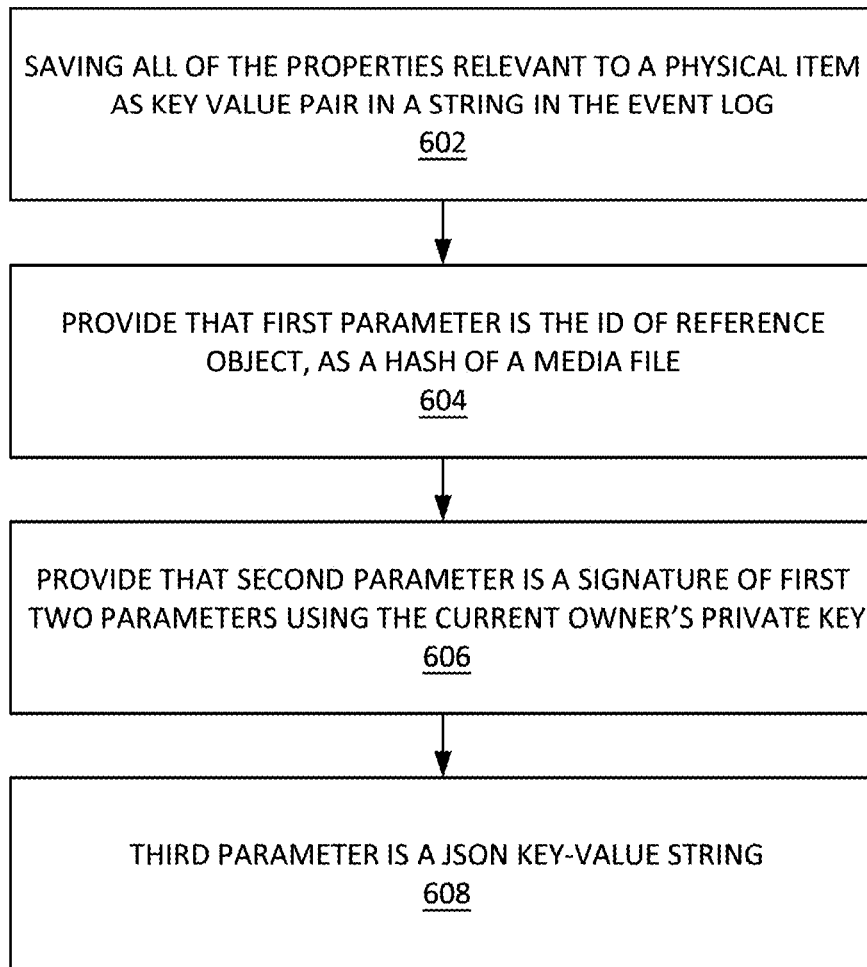 SAVING ALL OF THE PROPERTIES RELEVANT TO A PHYSICAL ITEM
AS KEY VALUE PAIR IN A STRING IN THE EVENT LOG
602
PROVIDE THAT FIRST PARAMETER IS THE ID OF REFERENCE
OBJECT, AS A HASH OF A MEDIA FILE
604
PROVIDE THAT SECOND PARAMETER IS A SIGNATURE OF FIRST
TWO PARAMETERS USING THE CURRENT OWNER'S PRIVATE KEY
606
THIRD PARAMETER IS A JSON KEY-VALUE STRING
608